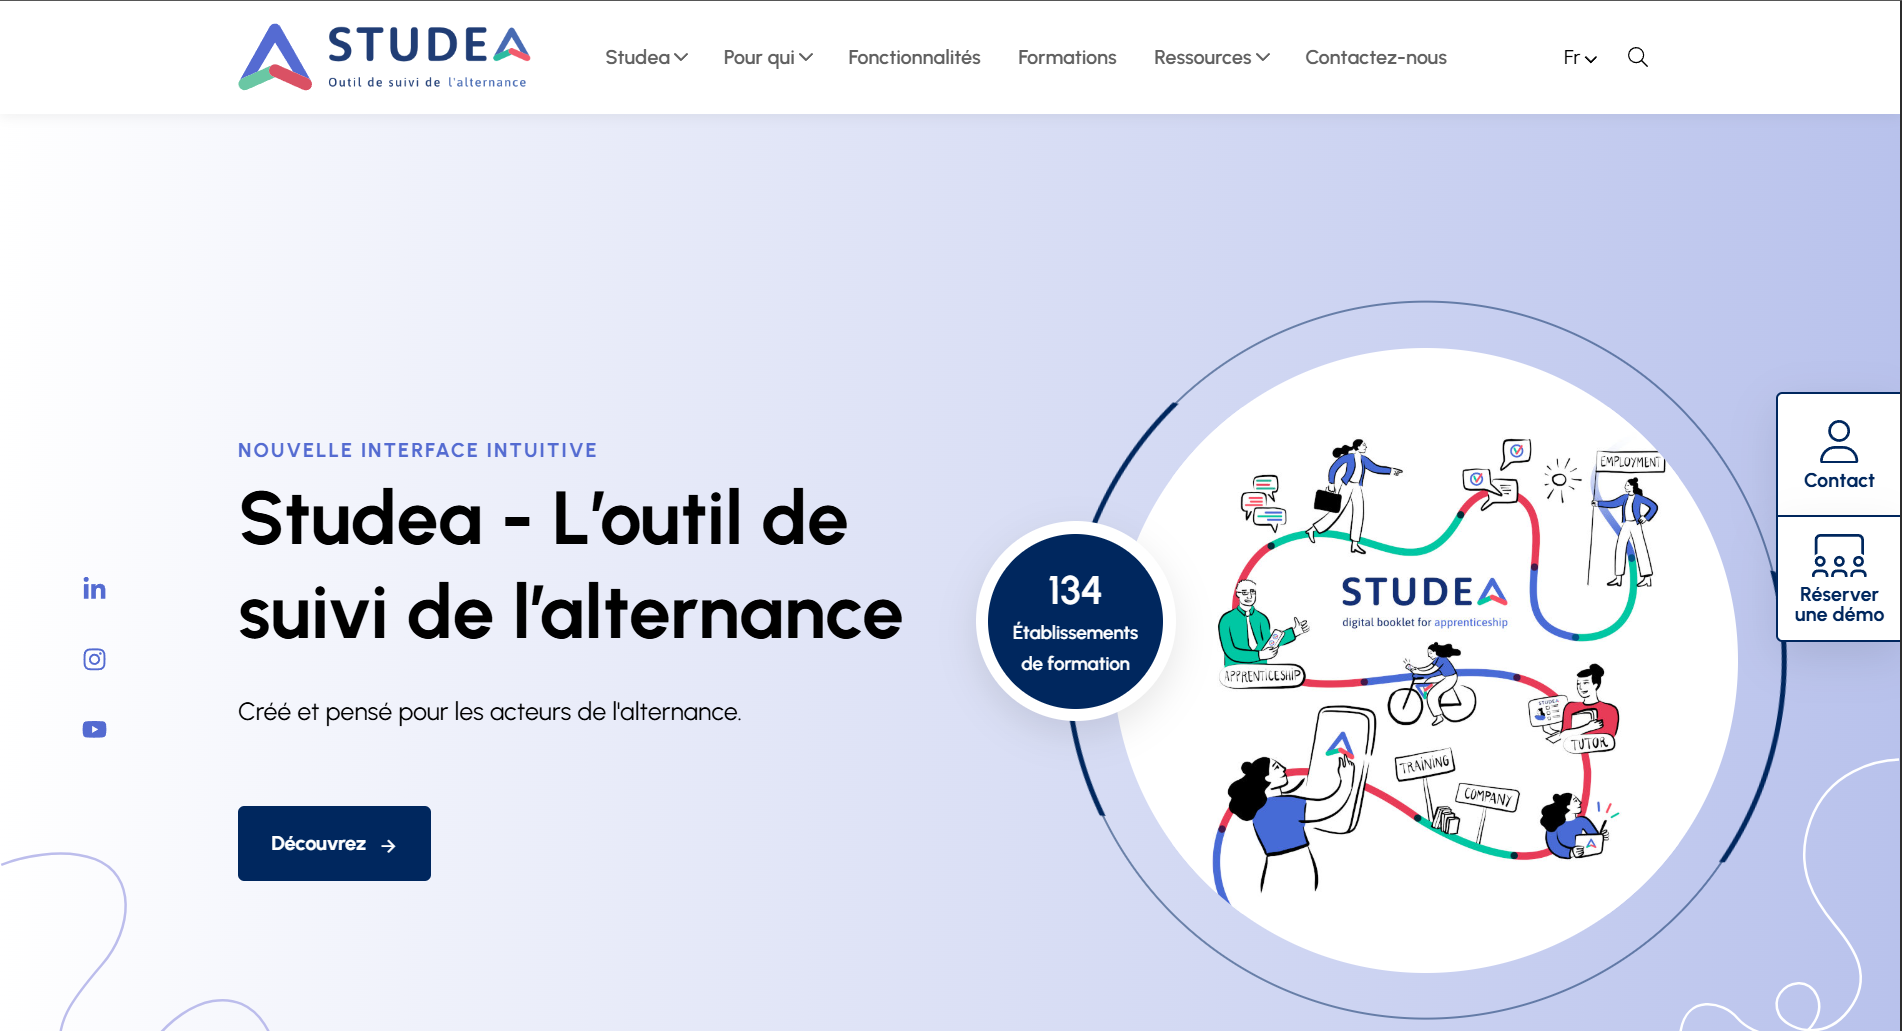 STUDEA
Outil de suivi de l'alternance
Studea
Pour qui
Fonctionnalités
Formations
Ressources
Contactez-nous
Fr
NOUVELLE INTERFACE INTUITIVE
Studea - L'outil de
suivi de l'alternance
Créé et pensé pour les acteurs de l'alternance.
Découvrez
134
Établissements
de formation
EMPLOYMENT
STUDEA
digital booklet for apprenticeship
APPRENTICESHIP
STUDEA
TUTOR
TRAINING
COMPANY
Contact
Réserver
une démo